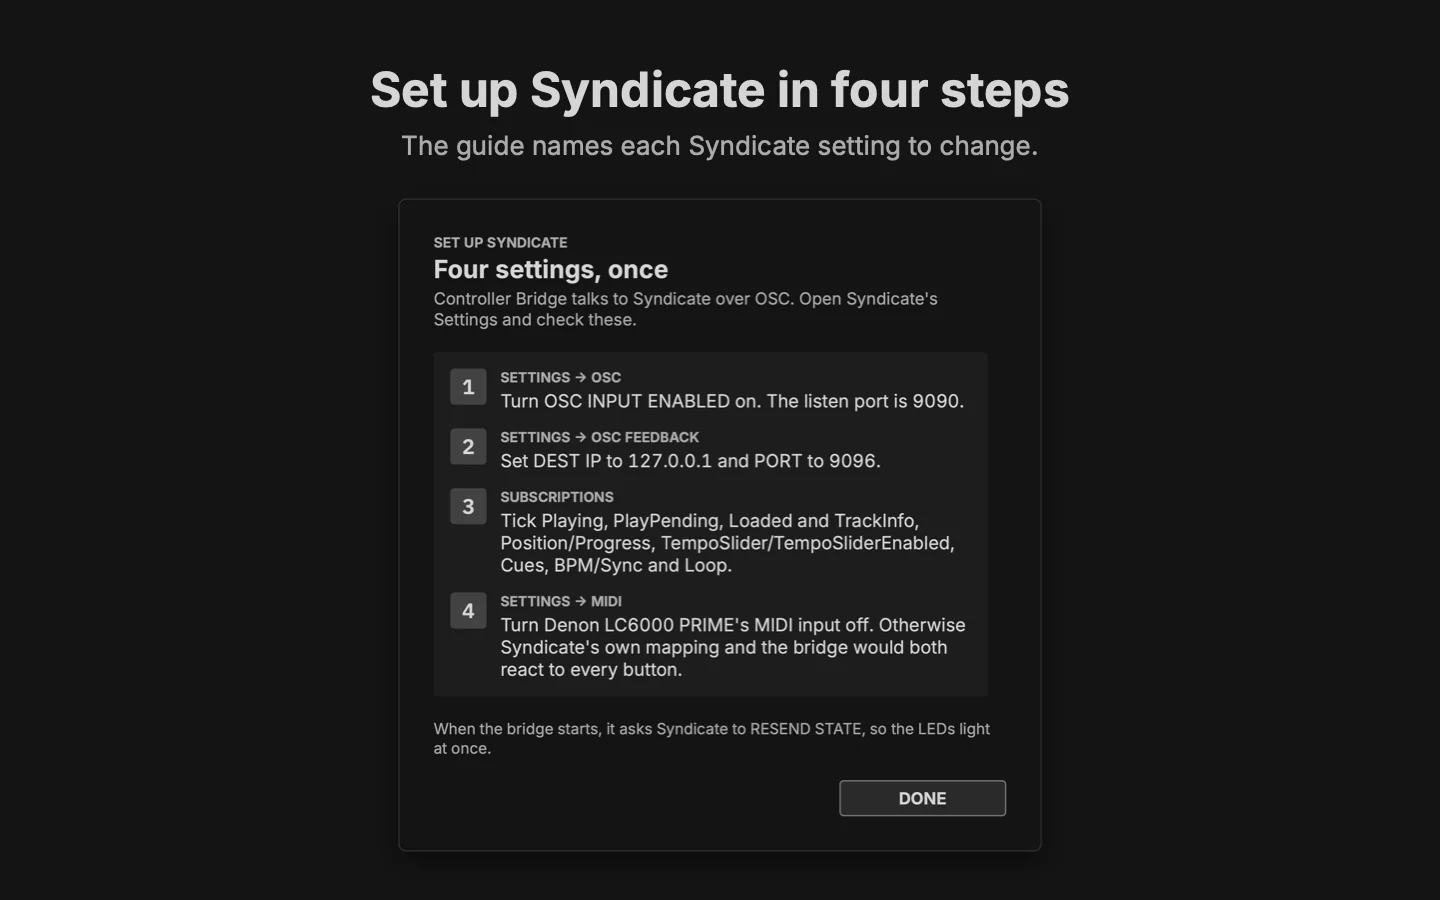 Set up Syndicate in four steps
The guide names each Syndicate setting to change.
SET UP SYNDICATE
Four settings, once
Controller Bridge talks to Syndicate over OSC. Open Syndicate's
Settings and check these.
1
SETTINGS → OSC
Turn OSC INPUT ENABLED on. The listen port is 9090.
2
SETTINGS → OSC FEEDBACK
Set DEST IP to 127.0.0.1 and PORT to 9096.
3
SUBSCRIPTIONS
Tick Playing, PlayPending, Loaded and TrackInfo,
Position/Progress, TempoSlider/TempoSliderEnabled,
Cues, BPM/Sync and Loop.
4
SETTINGS → MIDI
Turn Denon LC6000 PRIME's MIDI input off. Otherwise
Syndicate's own mapping and the bridge would both
react to every button.
When the bridge starts, it asks Syndicate to RESEND STATE, so the LEDs light
at once.
DONE